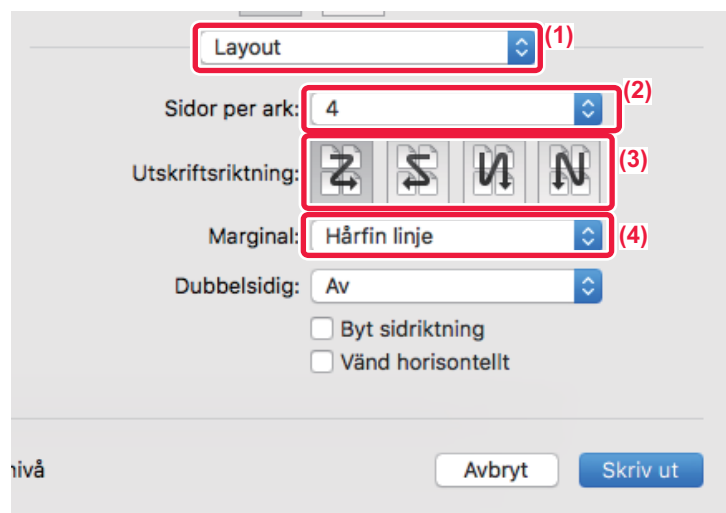 Layout (1)
Sidor per ark: 4 (2)
Utskriftsriktning: (3)
Marginal: Hårfin linje (4)
Dubbelsidig: Av
Byt sidriktning
Vänd horisontellt
nivå Avbryt Skriv ut